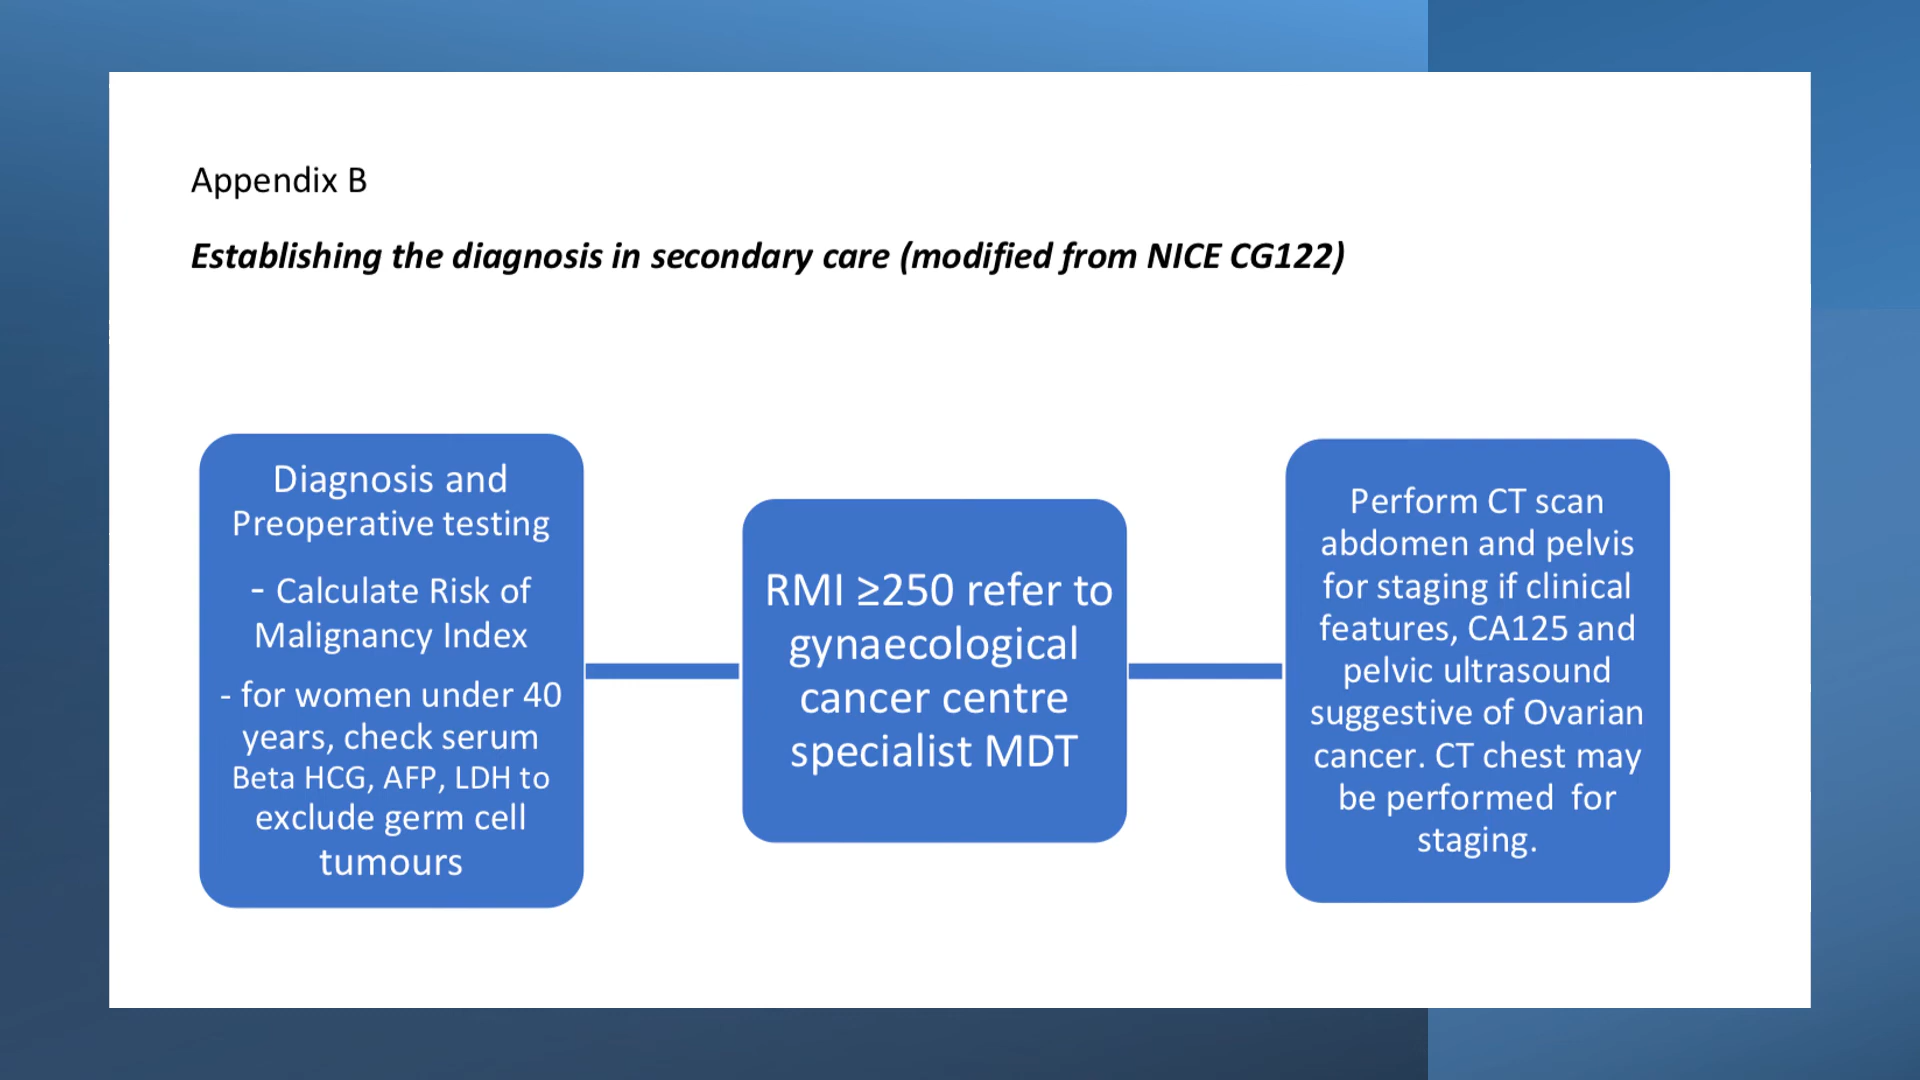 Appendix B
Establishing the diagnosis in secondary care (modified from NICE CG122)
Diagnosis and
Preoperative testing
- Calculate Risk of
Malignancy Index
- for women under 40
years, check serum
Beta HCG, AFP, LDH to
exclude germ cell
tumours
RMI ≥250 refer to
gynaecological
cancer centre
specialist MDT
Perform CT scan
abdomen and pelvis
for staging if clinical
features, CA125 and
pelvic ultrasound
suggestive of Ovarian
cancer. CT chest may
be performed  for
staging.